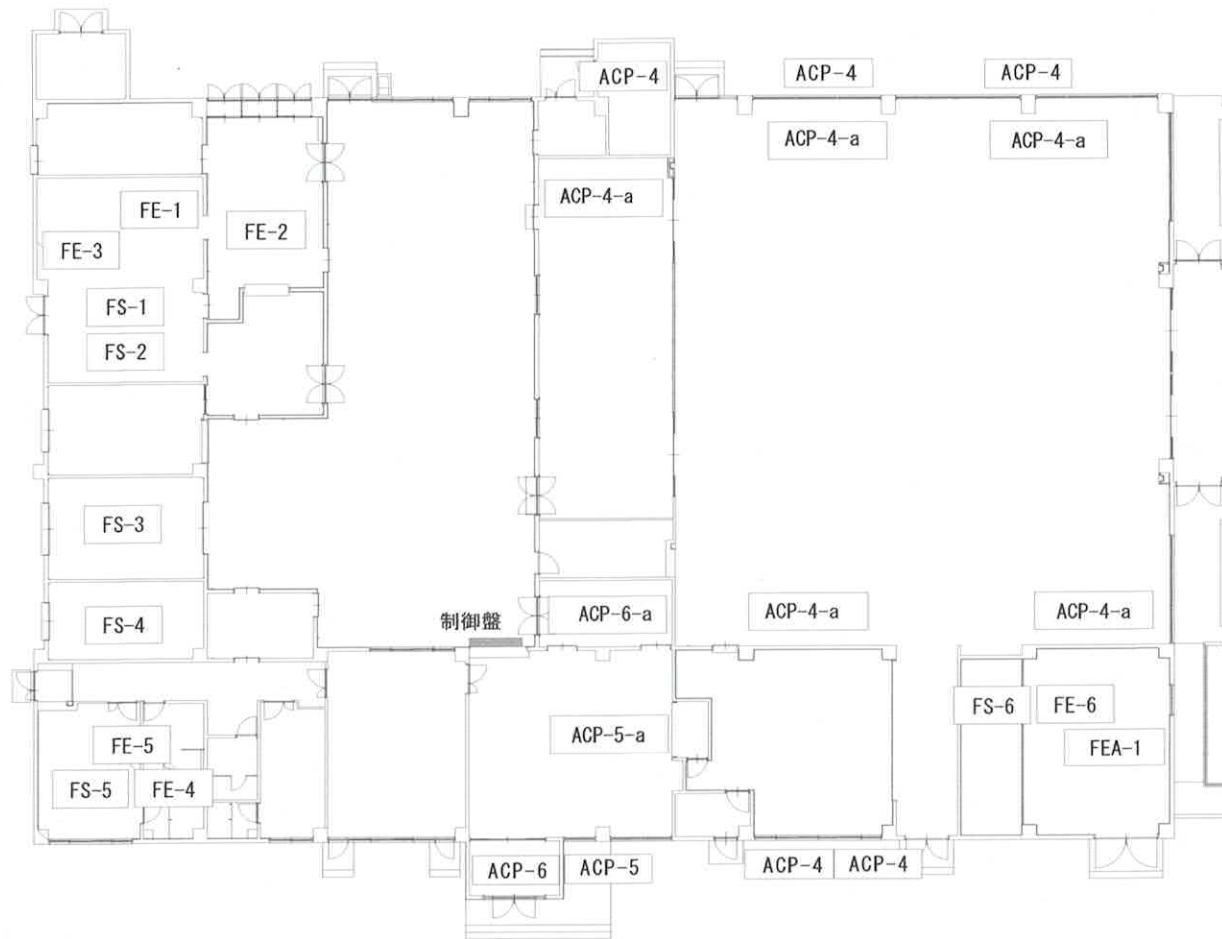 ACP-4
ACP-4
ACP-4
ACP-4-a
ACP-4-a
ACP-4-a
FE-1
FE-2
FE-3
FS-1
FS-2
FS-3
FS-4
制御盤
ACP-6-a
ACP-4-a
ACP-4-a
FS-6
FE-6
FE-5
ACP-5-a
FEA-1
FS-5
FE-4
ACP-6
ACP-5
ACP-4
ACP-4